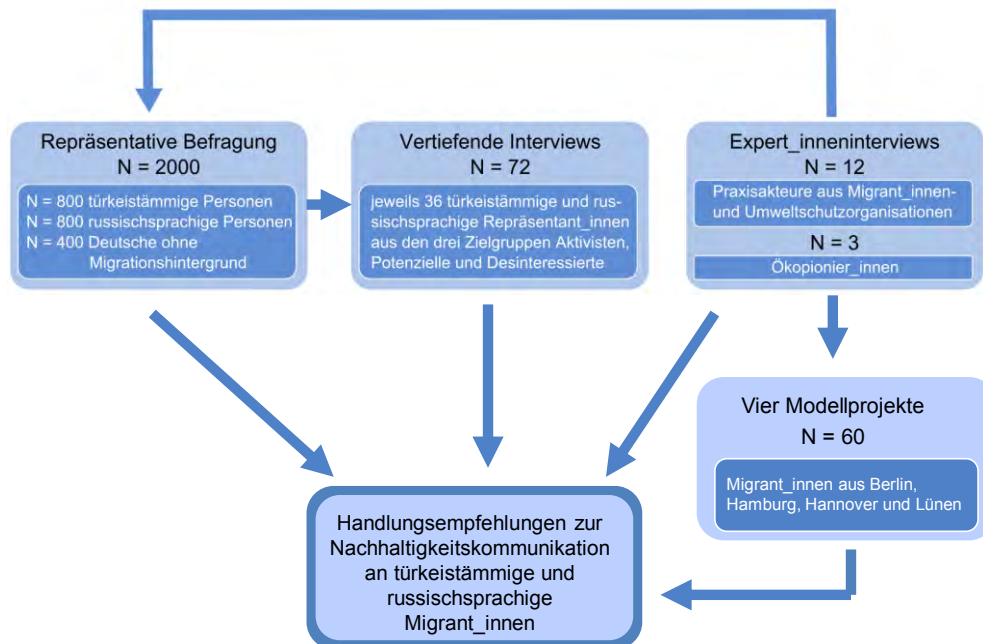 Repräsentative Befragung
N = 2000
N = 800 türkeistämmige Personen
N = 800 russischsprachige Personen
N = 400 Deutsche ohne
Migrationshintergrund
Vertiefende Interviews
N = 72
jeweils 36 türkeistämmige und rus-
sischsprachige Repräsentant_innen
aus den drei Zielgruppen Aktivisten,
Potenzielle und Desinteressierte
Expert_inneninterviews
N = 12
Praxisakteure aus Migrant_innen-
und Umweltschutzorganisationen
N = 3
Ökopionier_innen
Vier Modellprojekte
N = 60
Migrant_innen aus Berlin,
Hamburg, Hannover und Lünen
Handlungsempfehlungen zur
Nachhaltigkeitskommunikation
an türkeistämmige und
russischsprachige
Migrant_innen